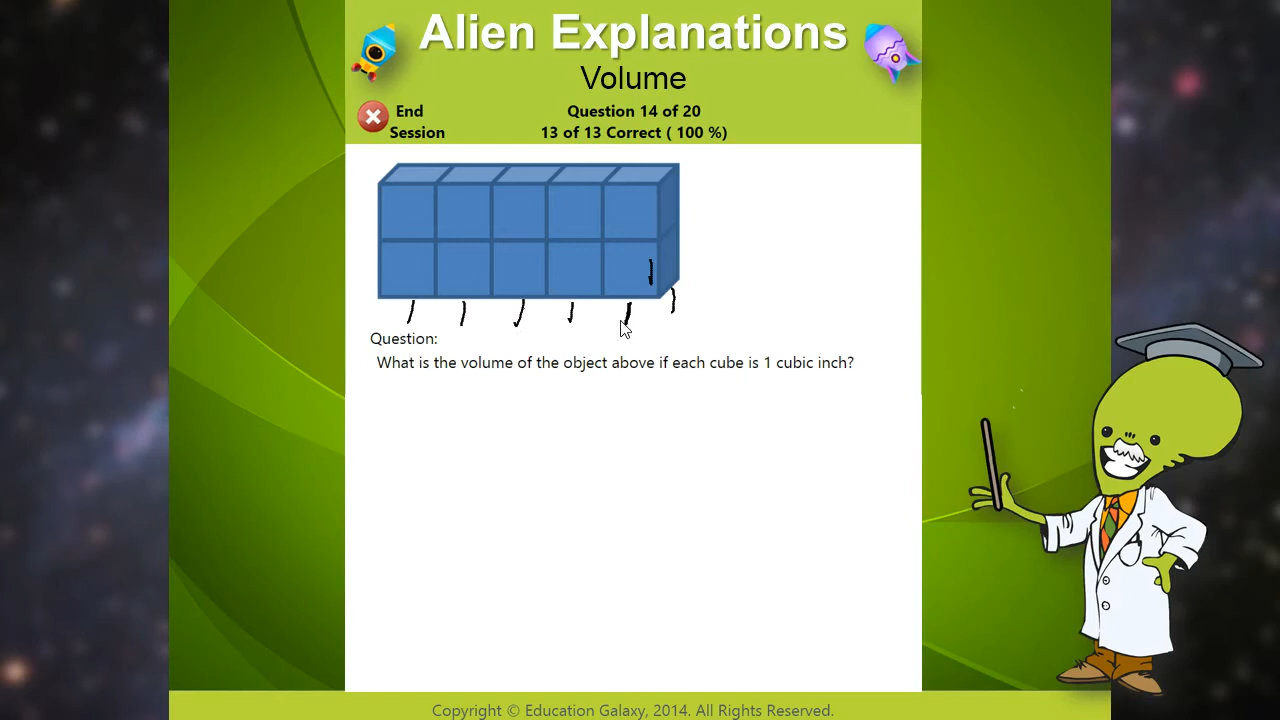 Alien Explanations
Volume
End Session
Question 14 of 20
13 of 13 Correct ( 100 %)
Question:
What is the volume of the object above if each cube is 1 cubic inch?
Copyright © Education Galaxy, 2014. All Rights Reserved.